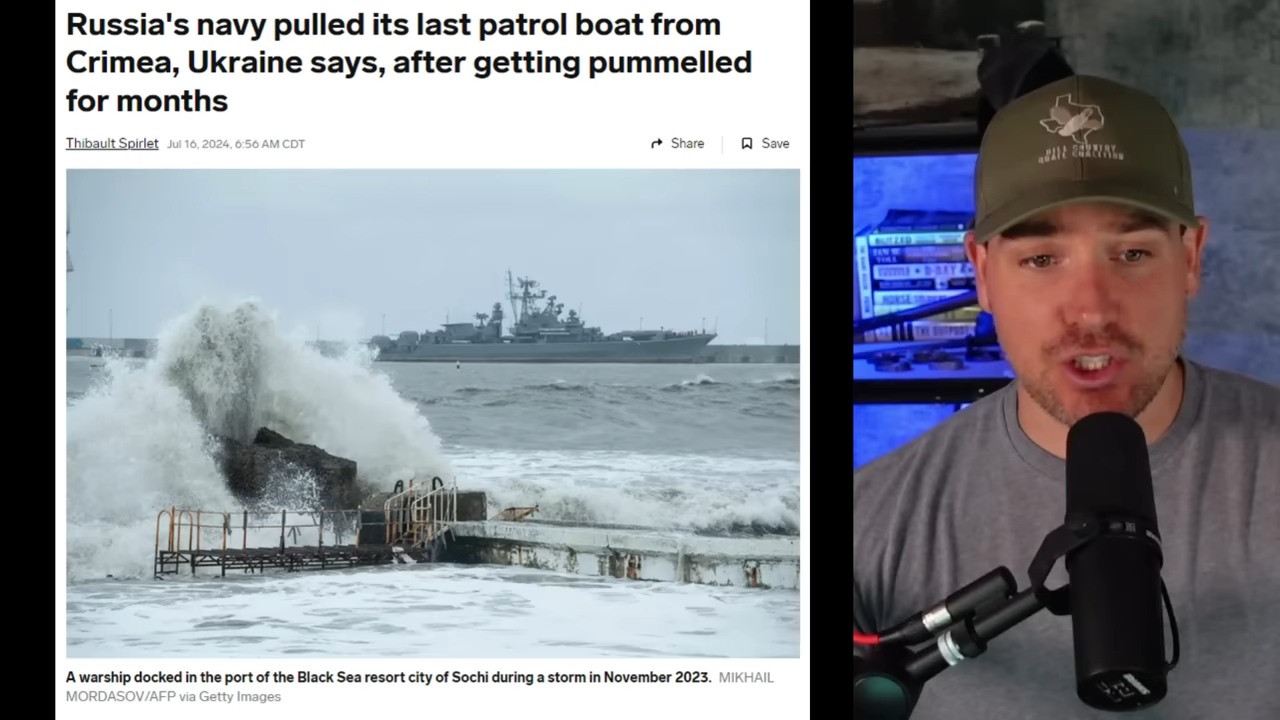 Russia's navy pulled its last patrol boat from
Crimea, Ukraine says, after getting pummelled
for months
Thibault Spirlet Jul 16, 2024, 6:56 AM CDT
Share
Save
A warship docked in the port of the Black Sea resort city of Sochi during a storm in November 2023. MIKHAIL
MORDASOV/AFP via Getty Images
HILL COUNTRY
D-DAY